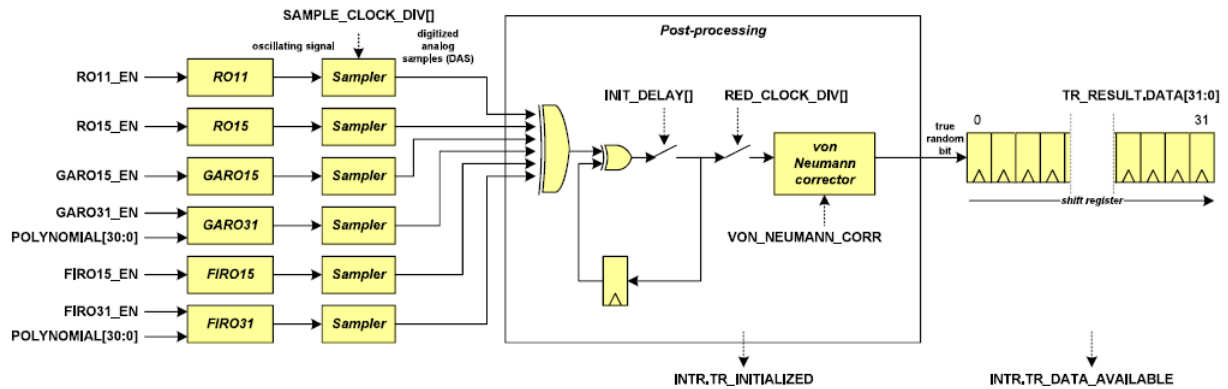 SAMPLE_CLOCK_DIV[]
oscillating signal
digitized
analog
samples (DAS)
Post-processing
RO11_EN
RO11
Sampler
INIT_DELAY[]
RED_CLOCK_DIV[]
TR_RESULT.DATA[31:0]
0
31
RO15_EN
RO15
Sampler
true
random
bit
von
Neumann
corrector
GARO15_EN
GARO15
Sampler
shift register
GARO31_EN
POLYNOMIAL[30:0]
GARO31
Sampler
VON_NEUMANN_CORR
FIRO15_EN
FIRO15
Sampler
FIRO31_EN
POLYNOMIAL[30:0]
FIRO31
Sampler
INTR.TR_INITIALIZED
INTR.TR_DATA_AVAILABLE